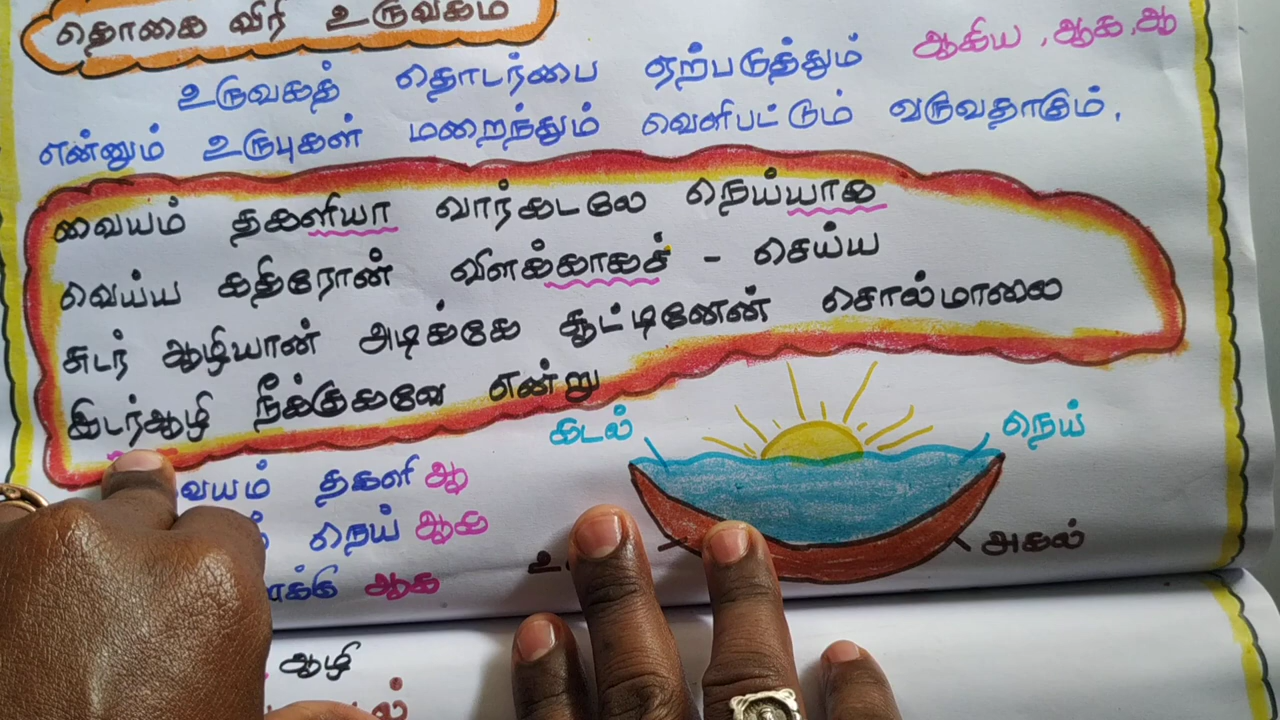 தொகை விரி உருவகம்
உருவகத் தொடர்பை ஏற்படுத்தும் ஆகிய , ஆக, ஆ
என்னும் உருபுகள் மறைந்தும் வெளிபட்டும் வருவதாகும்.
வையம் தகளியா வார்கடலே நெய்யாக
வெய்ய கதிரோன் விளக்காகச் - செய்ய
சுடர் ஆழியான் அடிக்கே சூட்டினேன் சொல்மாலை
இடர்ஆழி நீக்குகவே என்று
கடல் நெய்
வையம் தகளி ஆ
நெய் ஆக
அகல்
ஆக
ஆழி